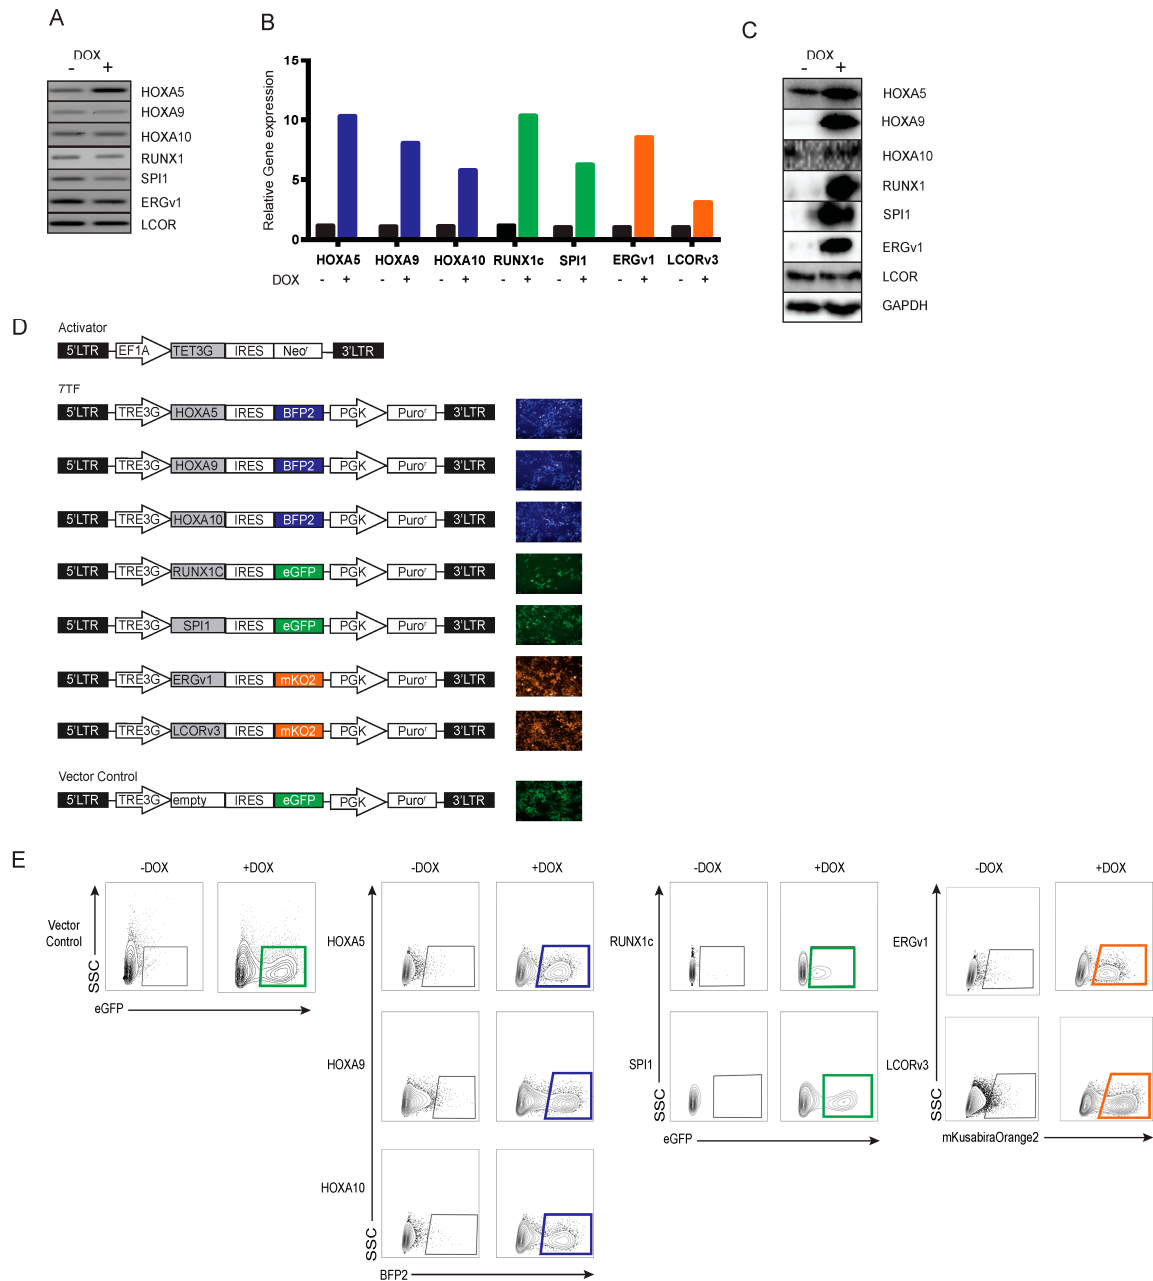 A
DOX
- +
HOXA5
HOXA9
HOXA10
RUNX1
SPI1
ERGv1
LCOR
B
Relative Gene expression
15
10
5
0
HOXA5 HOXA9 HOXA10 RUNX1c SPI1 ERGv1 LCORv3
DOX - + - + - + - + - + - + - +
C
DOX
- +
HOXA5
HOXA9
HOXA10
RUNX1
SPI1
ERGv1
LCOR
GAPDH
D
Activator
5'LTR EF1A TET3G IRES Neoʳ 3'LTR
7TF
5'LTR TRE3G HOXA5 IRES BFP2 PGK Puroʳ 3'LTR
5'LTR TRE3G HOXA9 IRES BFP2 PGK Puroʳ 3'LTR
5'LTR TRE3G HOXA10 IRES BFP2 PGK Puroʳ 3'LTR
5'LTR TRE3G RUNX1C IRES eGFP PGK Puroʳ 3'LTR
5'LTR TRE3G SPI1 IRES eGFP PGK Puroʳ 3'LTR
5'LTR TRE3G ERGv1 IRES mKO2 PGK Puroʳ 3'LTR
5'LTR TRE3G LCORv3 IRES mKO2 PGK Puroʳ 3'LTR
Vector Control
5'LTR TRE3G empty IRES eGFP PGK Puroʳ 3'LTR
E
-DOX +DOX
Vector
Control
SSC
eGFP
-DOX +DOX
HOXA5
HOXA9
HOXA10
SSC
BFP2
-DOX +DOX
RUNX1c
SPI1
SSC
eGFP
-DOX +DOX
ERGv1
LCORv3
SSC
mKusabiraOrange2